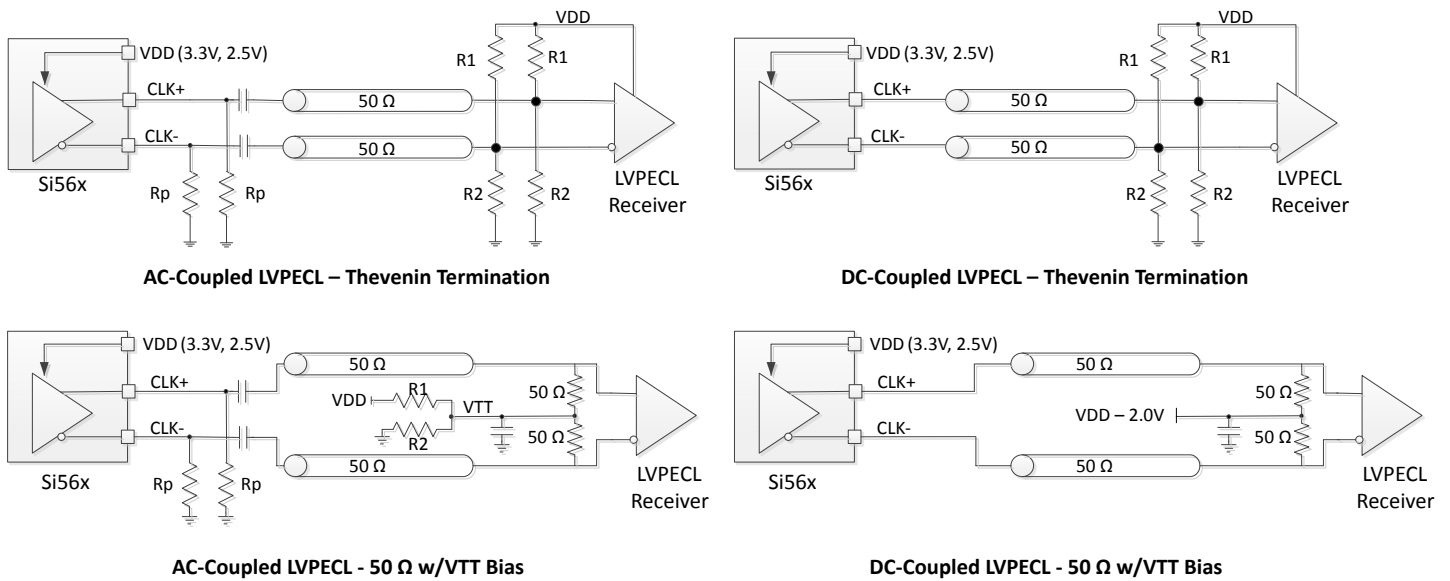 VDD
VDD (3.3V, 2.5V)
R1
R1
CLK+
50 Ω
CLK-
50 Ω
Si56x
Rp
Rp
R2
R2
LVPECL
Receiver
AC-Coupled LVPECL – Thevenin Termination
VDD
VDD (3.3V, 2.5V)
R1
R1
CLK+
50 Ω
CLK-
50 Ω
Si56x
R2
R2
LVPECL
Receiver
DC-Coupled LVPECL – Thevenin Termination
VDD (3.3V, 2.5V)
50 Ω
CLK+
R1
50 Ω
VDD
VTT
CLK-
R2
50 Ω
50 Ω
Si56x
Rp
Rp
LVPECL
Receiver
AC-Coupled LVPECL - 50 Ω w/VTT Bias
VDD (3.3V, 2.5V)
50 Ω
CLK+
50 Ω
VDD – 2.0V
CLK-
50 Ω
50 Ω
Si56x
LVPECL
Receiver
DC-Coupled LVPECL - 50 Ω w/VTT Bias